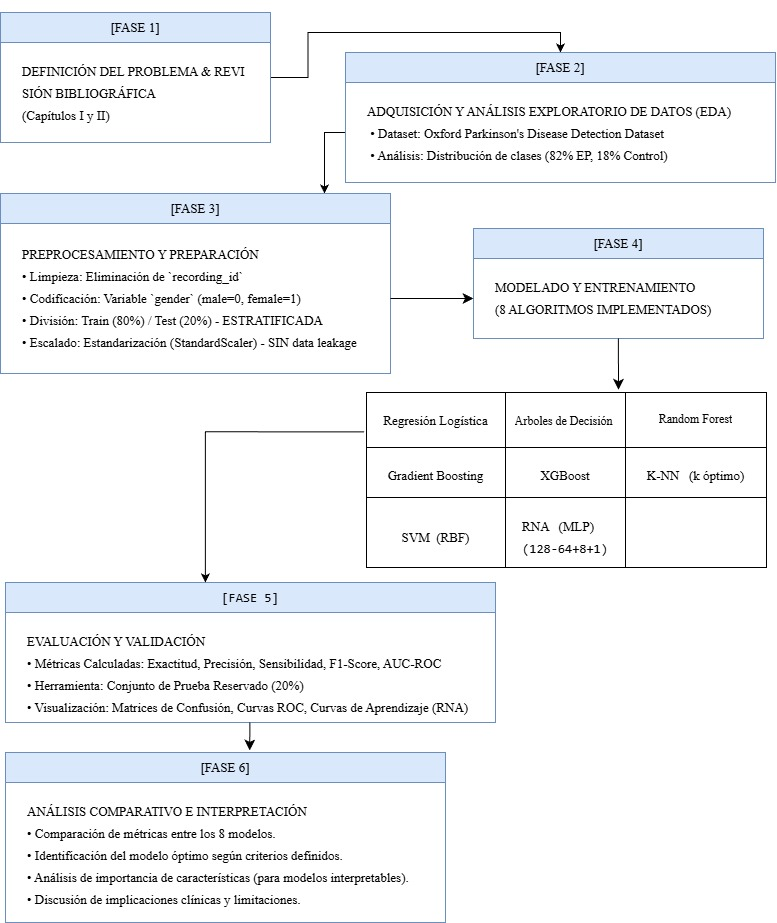 [FASE 1]
DEFINICIÓN DEL PROBLEMA & REVI
SIÓN BIBLIOGRÁFICA
(Capítulos I y II)
[FASE 2]
ADQUISICIÓN Y ANÁLISIS EXPLORATORIO DE DATOS (EDA)
• Dataset: Oxford Parkinson's Disease Detection Dataset
• Análisis: Distribución de clases (82% EP, 18% Control)
[FASE 3]
PREPROCESAMIENTO Y PREPARACIÓN
• Limpieza: Eliminación de `recording_id`
• Codificación: Variable `gender` (male=0, female=1)
• División: Train (80%) / Test (20%) - ESTRATIFICADA
• Escalado: Estandarización (StandardScaler) - SIN data leakage
[FASE 4]
MODELADO Y ENTRENAMIENTO
(8 ALGORITMOS IMPLEMENTADOS)
Regresión Logística
Arboles de Decisión
Random Forest
Gradient Boosting
XGBoost
K-NN (k óptimo)
SVM (RBF)
RNA (MLP)
(128-64+8+1)
[FASE 5]
EVALUACIÓN Y VALIDACIÓN
• Métricas Calculadas: Exactitud, Precisión, Sensibilidad, F1-Score, AUC-ROC
• Herramienta: Conjunto de Prueba Reservado (20%)
• Visualización: Matrices de Confusión, Curvas ROC, Curvas de Aprendizaje (RNA)
[FASE 6]
ANÁLISIS COMPARATIVO E INTERPRETACIÓN
• Comparación de métricas entre los 8 modelos.
• Identificación del modelo óptimo según criterios definidos.
• Análisis de importancia de características (para modelos interpretables).
• Discusión de implicaciones clínicas y limitaciones.